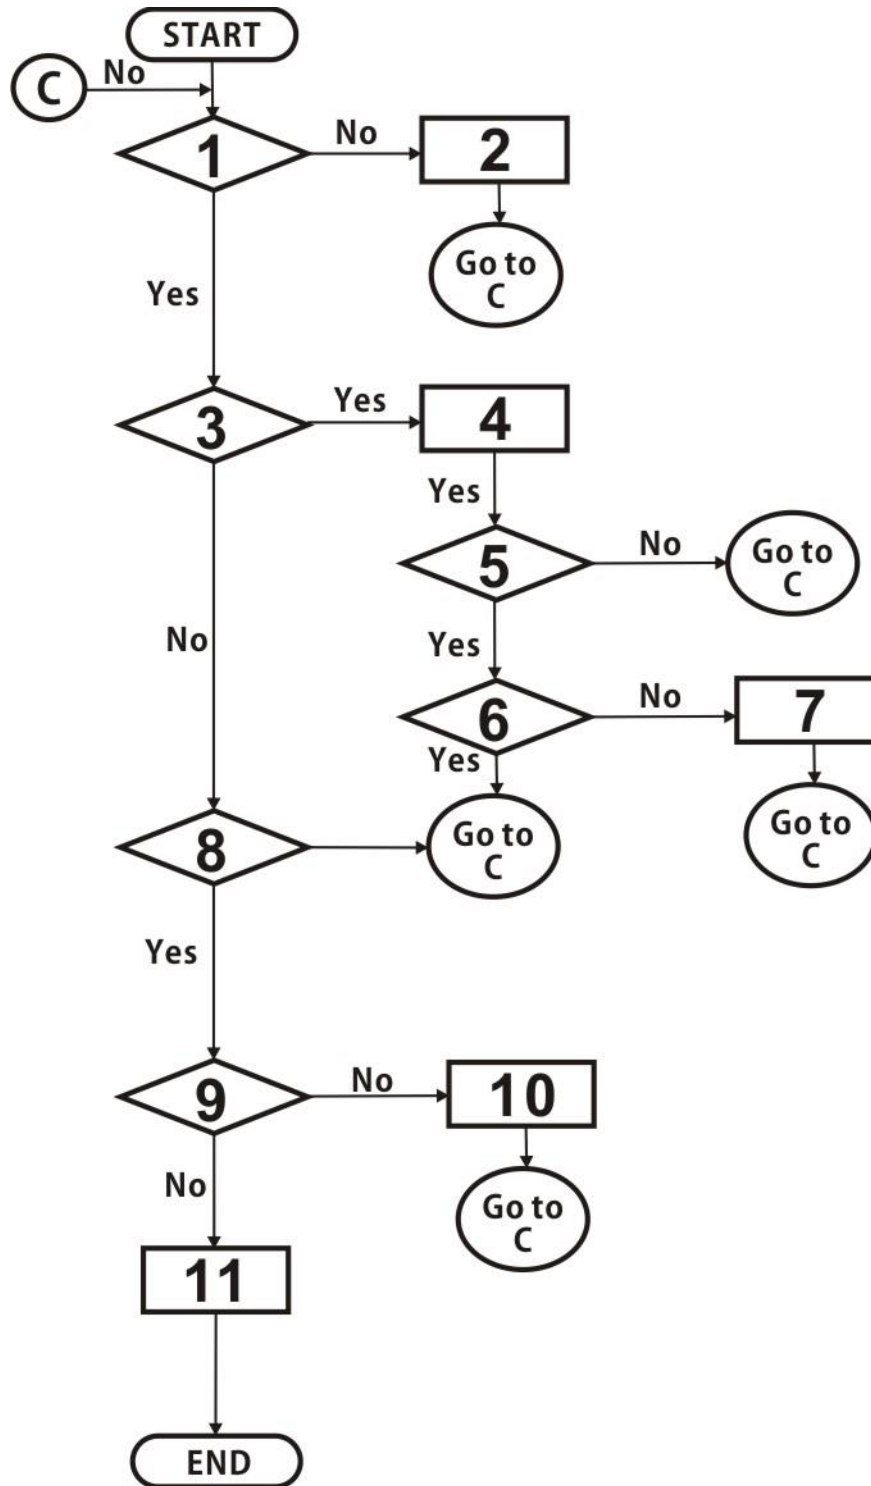 START
C
No
1
No
2
Go to
C
Yes
3
Yes
4
Yes
5
No
Go to
C
No
Yes
6
No
7
Yes
Go to
C
Go to
C
8
Yes
9
No
10
No
Go to
C
11
END